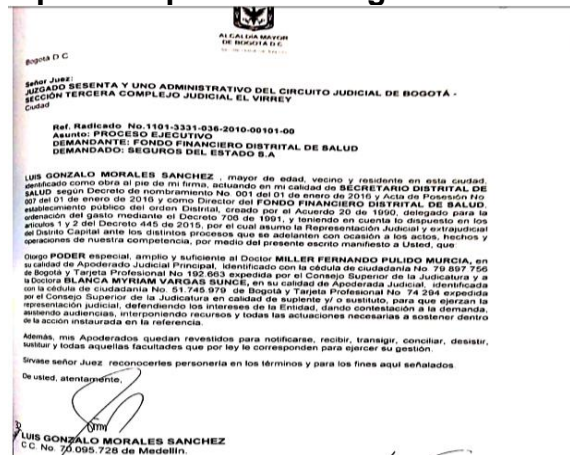 ALCALDIA MAYOR
DE BOGOTA D.C.
Bogotá D C
Señor Juez:
JUZGADO SESENTA Y UNO ADMINISTRATIVO DEL CIRCUITO JUDICIAL DE BOGOTÁ -
SECCIÓN TERCERA COMPLEJO JUDICIAL EL VIRREY
Ciudad
Ref. Radicado No.1101-3331-036-2010-00101-00
Asunto: PROCESO EJECUTIVO
DEMANDANTE: FONDO FINANCIERO DISTRITAL DE SALUD
DEMANDADO: SEGUROS DEL ESTADO S.A
LUIS GONZALO MORALES SANCHEZ , mayor de edad, vecino y residente en esta ciudad,
identificado como obra al pie de mi firma, actuando en mi calidad de SECRETARIO DISTRITAL DE
SALUD según Decreto de nombramiento No. 001 del 01 de enero de 2016 y Acta de Posesión No.
007 del 01 de enero de 2016 y como Director del FONDO FINANCIERO DISTRITAL DE SALUD,
establecimiento público del orden Distrital, creado por el Acuerdo 20 de 1990, delegado para la
ordenación del gasto mediante el Decreto 706 de 1991, y teniendo en cuenta lo dispuesto en los
artículos 1 y 2 del Decreto 445 de 2015, por el cual asumo la Representación Judicial y extrajudicial
del Distrito Capital ante los distintos procesos que se adelanten con ocasión a los actos, hechos y
operaciones de nuestra competencia, por medio del presente escrito manifiesto a Usted, que:
Otorgo PODER especial, amplio y suficiente al Doctor MILLER FERNANDO PULIDO MURCIA, en
su calidad de Apoderado Judicial Principal, Identificado con la cédula de ciudadanía No 79 897 756
de Bogotá y Tarjeta Profesional No 192.663 expedida por el Consejo Superior de la Judicatura y a
la Doctora BLANCA MYRIAM VARGAS SUNCE, en su calidad de Apoderada Judicial, identificada
con la cédula de ciudadanía No. 51.745.979 de Bogotá y Tarjeta Profesional No 74 294 expedida
por el Consejo Superior de la Judicatura en calidad de suplente y/ o sustituto, para que ejerzan la
representación judicial, defendiendo los intereses de la Entidad, dando contestación a la demanda,
asistiendo audiencias, interponiendo recursos y todas las actuaciones necesarias a sostener dentro
de la acción instaurada en la referencia.
Además, mis Apoderados quedan revestidos para notificarse, recibir, transigir, conciliar, desistir,
sustituir y todas aquellas facultades que por ley le corresponden para ejercer su gestión.
Sírvase señor Juez reconocerles personería en los términos y para los fines aquí señalados.
De usted, atentamente,
LUIS GONZALO MORALES SANCHEZ
C C. No. 70.095.728 de Medellín.